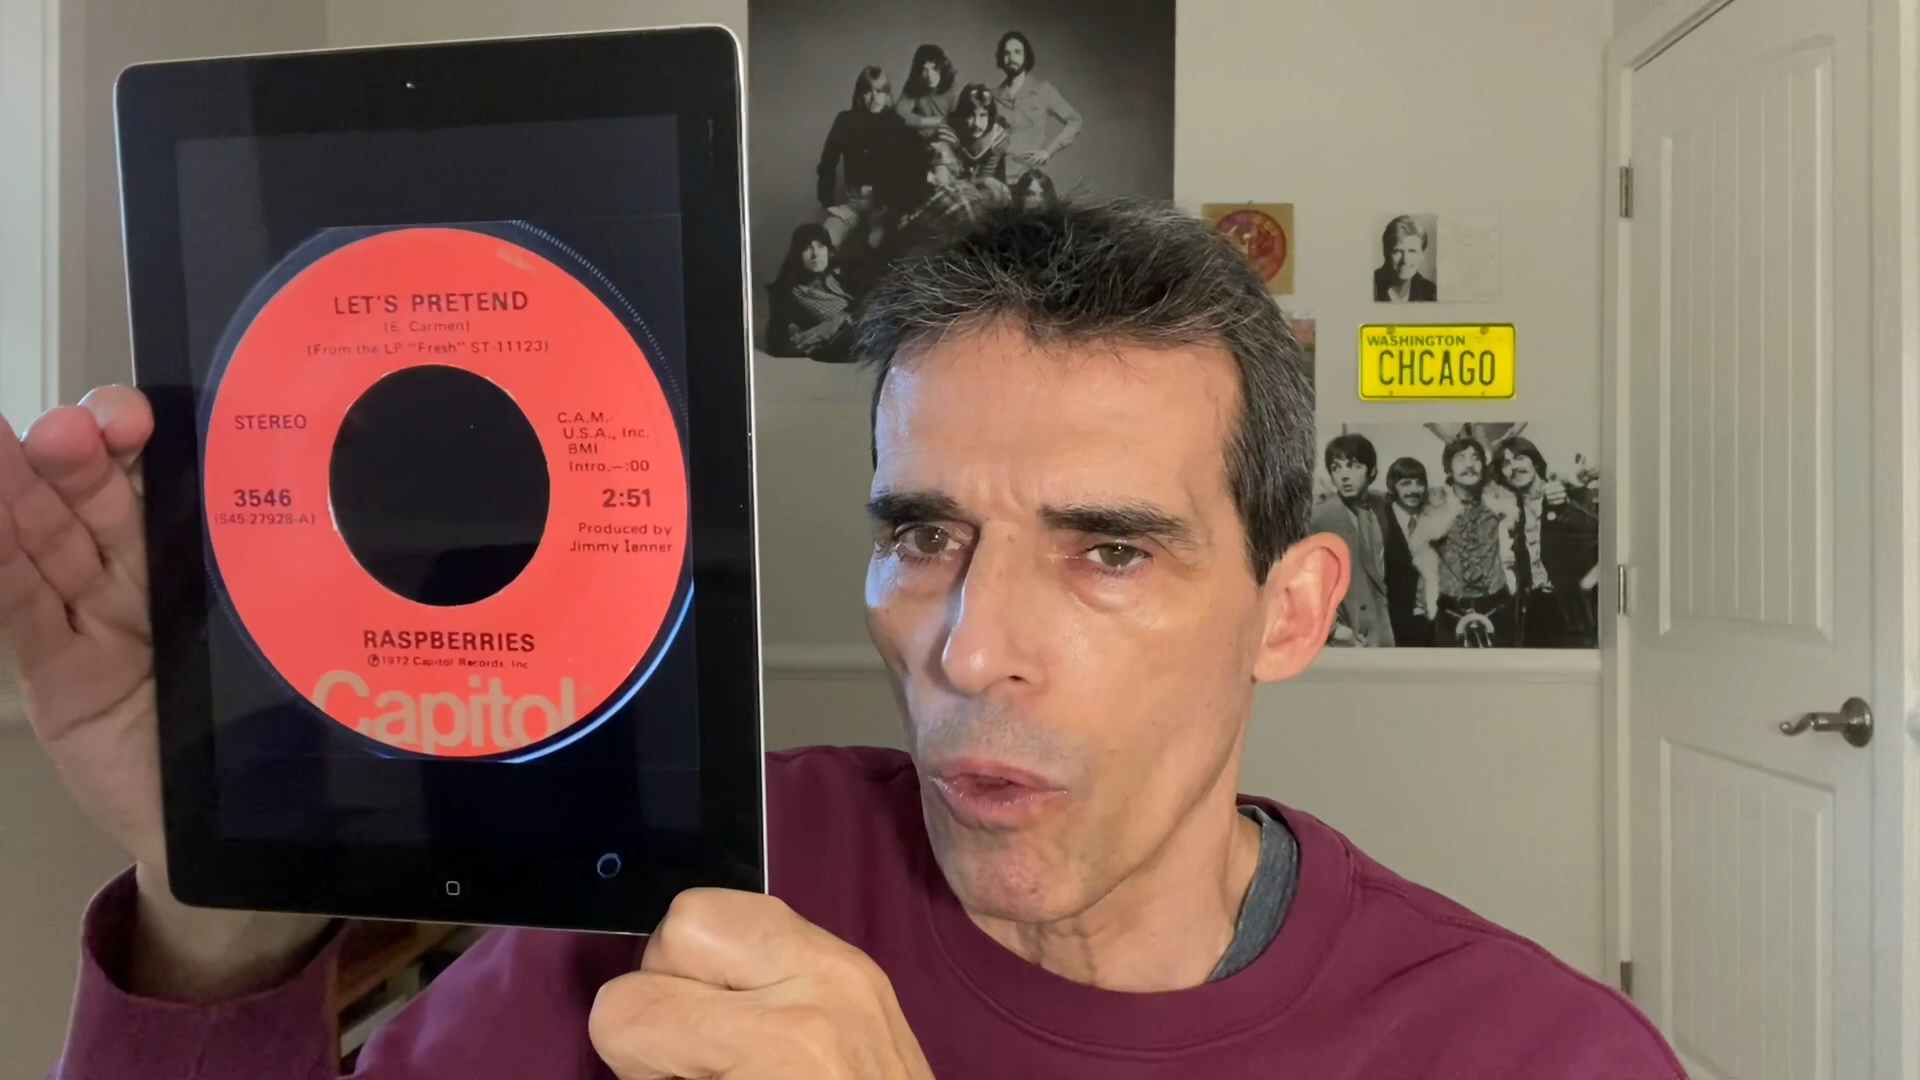 LET'S PRETEND
(E. Carmen)
(From the LP "Fresh" ST-11123)
STEREO
3546
(S45-27928-A)
C.A.M.-
U.S.A., Inc.
BMI
Intro.—:00
2:51
Produced by
Jimmy Ienner
RASPBERRIES
℗1972 Capitol Records, Inc
Capitol
WASHINGTON
CHCAGO